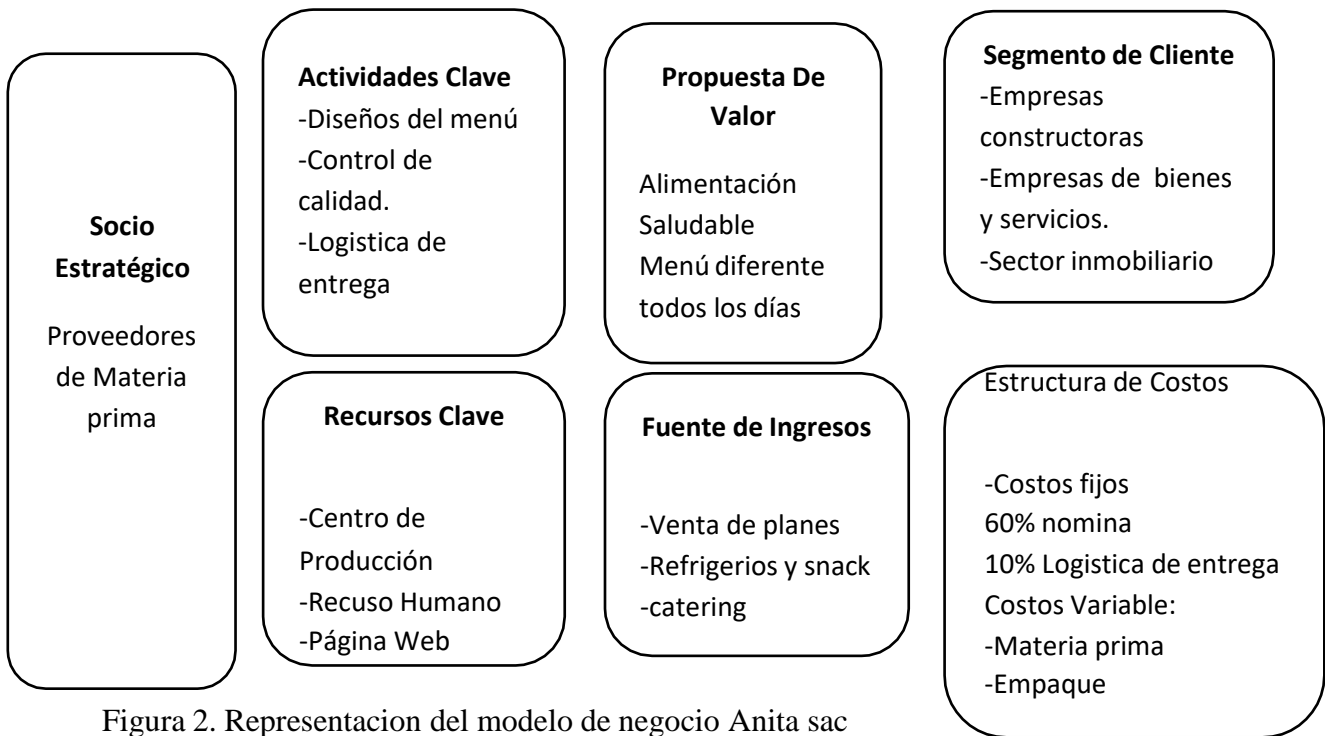 Socio
Estratégico
Proveedores
de Materia
prima
Actividades Clave
-Diseños del menú
-Control de
calidad.
-Logistica de
entrega
Recursos Clave
-Centro de
Producción
-Recuso Humano
-Página Web
Propuesta De
Valor
Alimentación
Saludable
Menú diferente
todos los días
Fuente de Ingresos
-Venta de planes
-Refrigerios y snack
-catering
Segmento de Cliente
-Empresas
constructoras
-Empresas de bienes
y servicios.
-Sector inmobiliario
Estructura de Costos
-Costos fijos
60% nomina
10% Logistica de entrega
Costos Variable:
-Materia prima
-Empaque
Figura 2. Representacion del modelo de negocio Anita sac